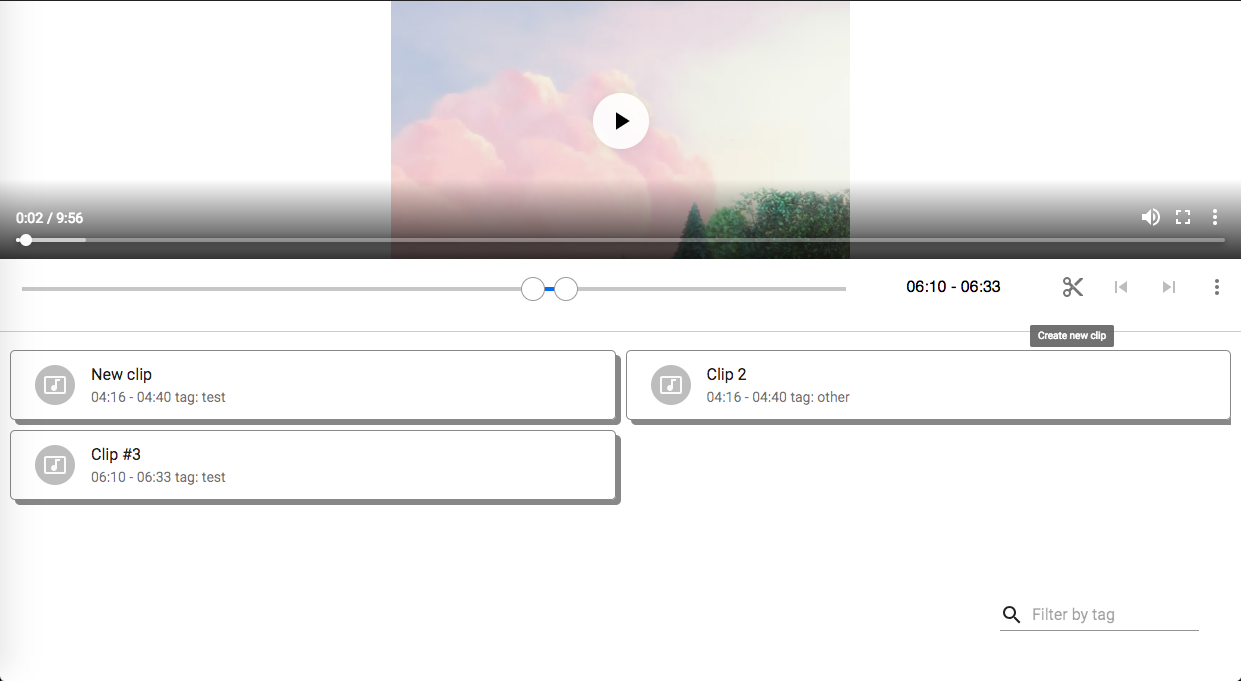 0:02 / 9:56
06:10 - 06:33
Create new clip
New clip
04:16 - 04:40 tag: test
Clip 2
04:16 - 04:40 tag: other
Clip #3
06:10 - 06:33 tag: test
Filter by tag